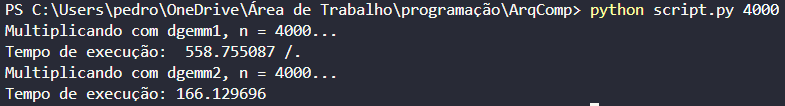 PS C:\Users\pedro\OneDrive\Área de Trabalho\programação\ArqComp> python script.py 4000
Multiplicando com dgemm1, n = 4000...
Tempo de execução:  558.755087 /.
Multiplicando com dgemm2, n = 4000...
Tempo de execução: 166.129696